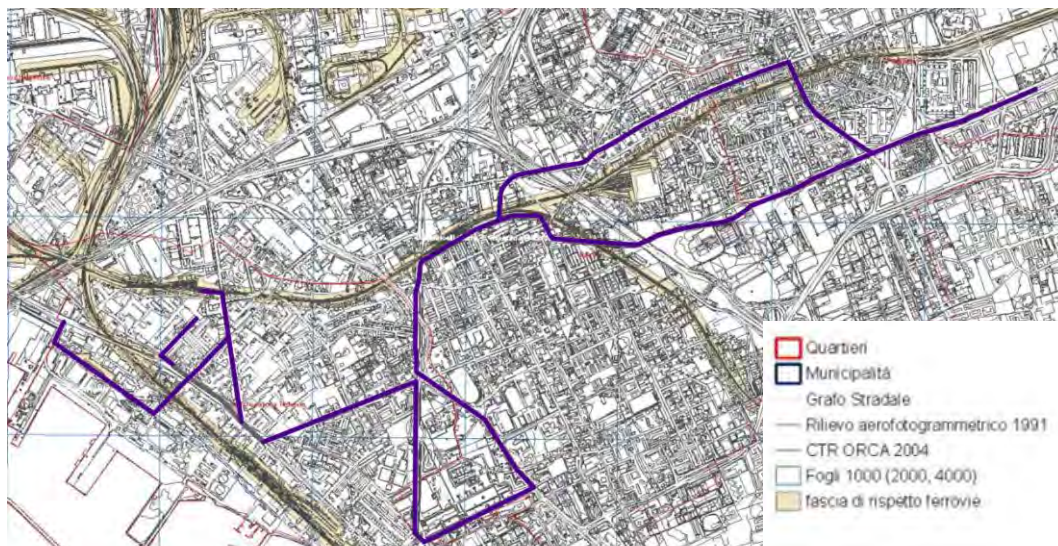 Quartieri
Municipalità
Grafo Stradale
Rilievo aerofotogrammetrico 1991
CTR ORCA 2004
Fogli 1000 (2000, 4000)
fascia di rispetto ferrovie